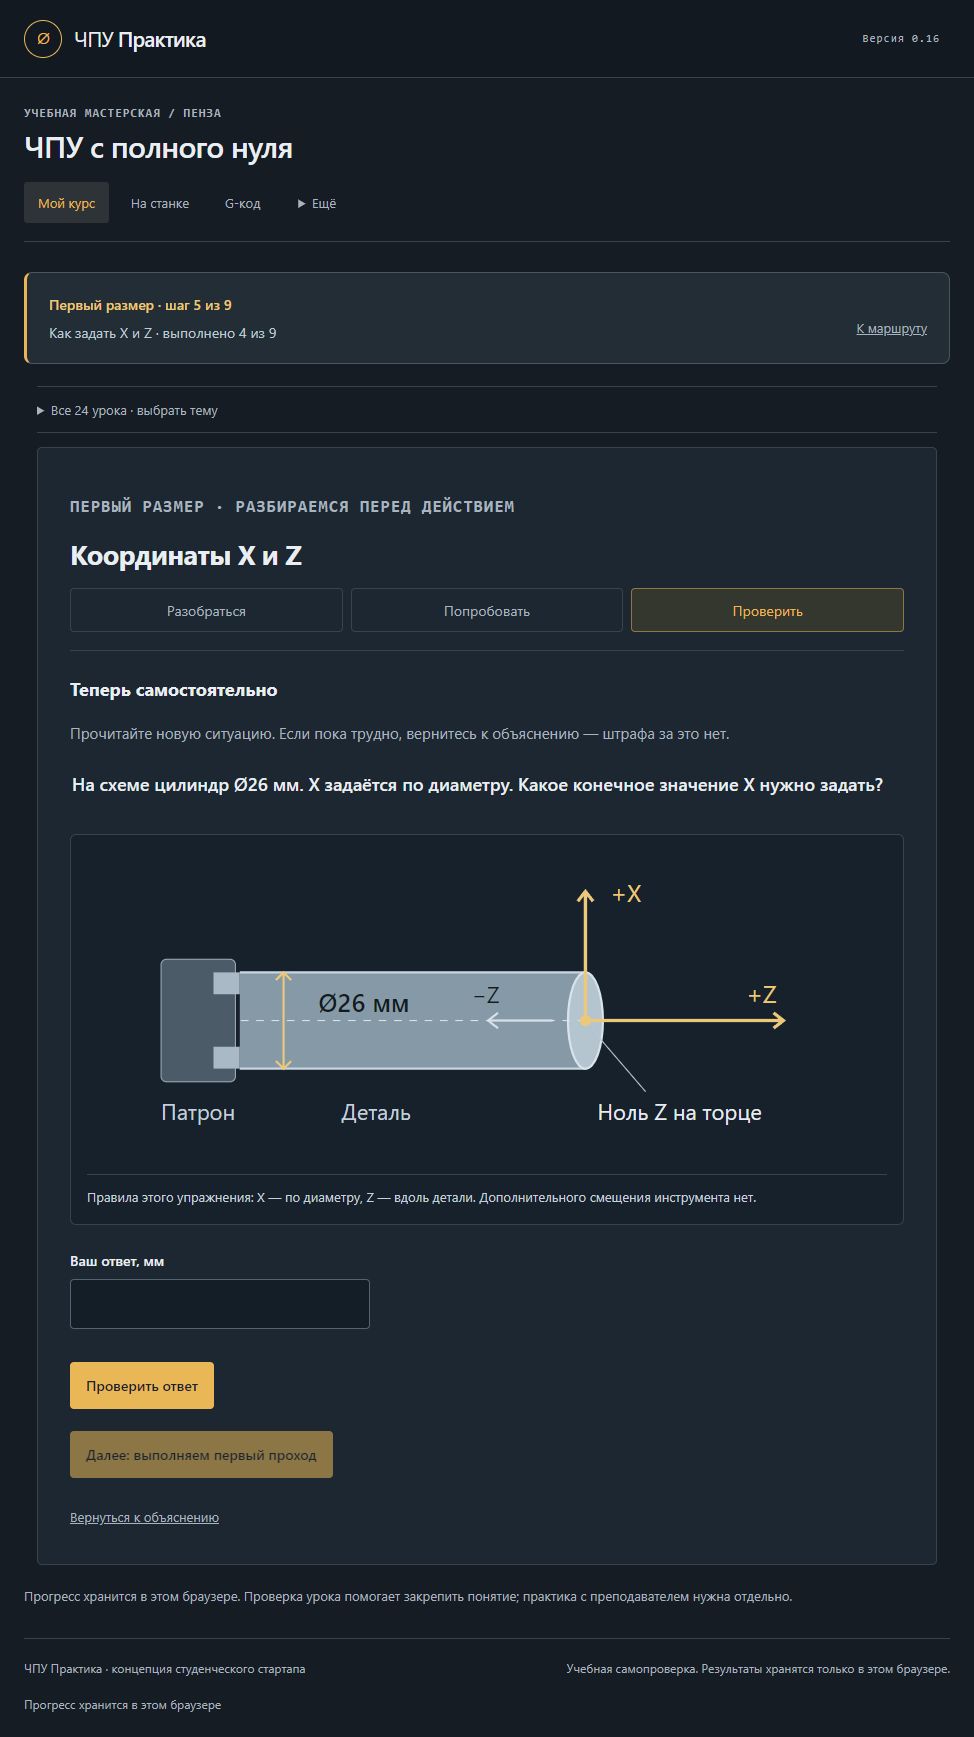 Ø ЧПУ Практика
Версия 0.16
УЧЕБНАЯ МАСТЕРСКАЯ / ПЕНЗА
ЧПУ с полного нуля
Мой курс На станке G-код ▶ Ещё
Первый размер · шаг 5 из 9
Как задать X и Z · выполнено 4 из 9
К маршруту
▶ Все 24 урока · выбрать тему
ПЕРВЫЙ РАЗМЕР · РАЗБИРАЕМСЯ ПЕРЕД ДЕЙСТВИЕМ
Координаты X и Z
Разобраться Попробовать Проверить
Теперь самостоятельно
Прочитайте новую ситуацию. Если пока трудно, вернитесь к объяснению — штрафа за это нет.
На схеме цилиндр Ø26 мм. X задаётся по диаметру. Какое конечное значение X нужно задать?
+X
Ø26 мм
−Z
+Z
Патрон
Деталь
Ноль Z на торце
Правила этого упражнения: X — по диаметру, Z — вдоль детали. Дополнительного смещения инструмента нет.
Ваш ответ, мм
Проверить ответ
Далее: выполняем первый проход
Вернуться к объяснению
Прогресс хранится в этом браузере. Проверка урока помогает закрепить понятие; практика с преподавателем нужна отдельно.
ЧПУ Практика · концепция студенческого стартапа
Учебная самопроверка. Результаты хранятся только в этом браузере.
Прогресс хранится в этом браузере